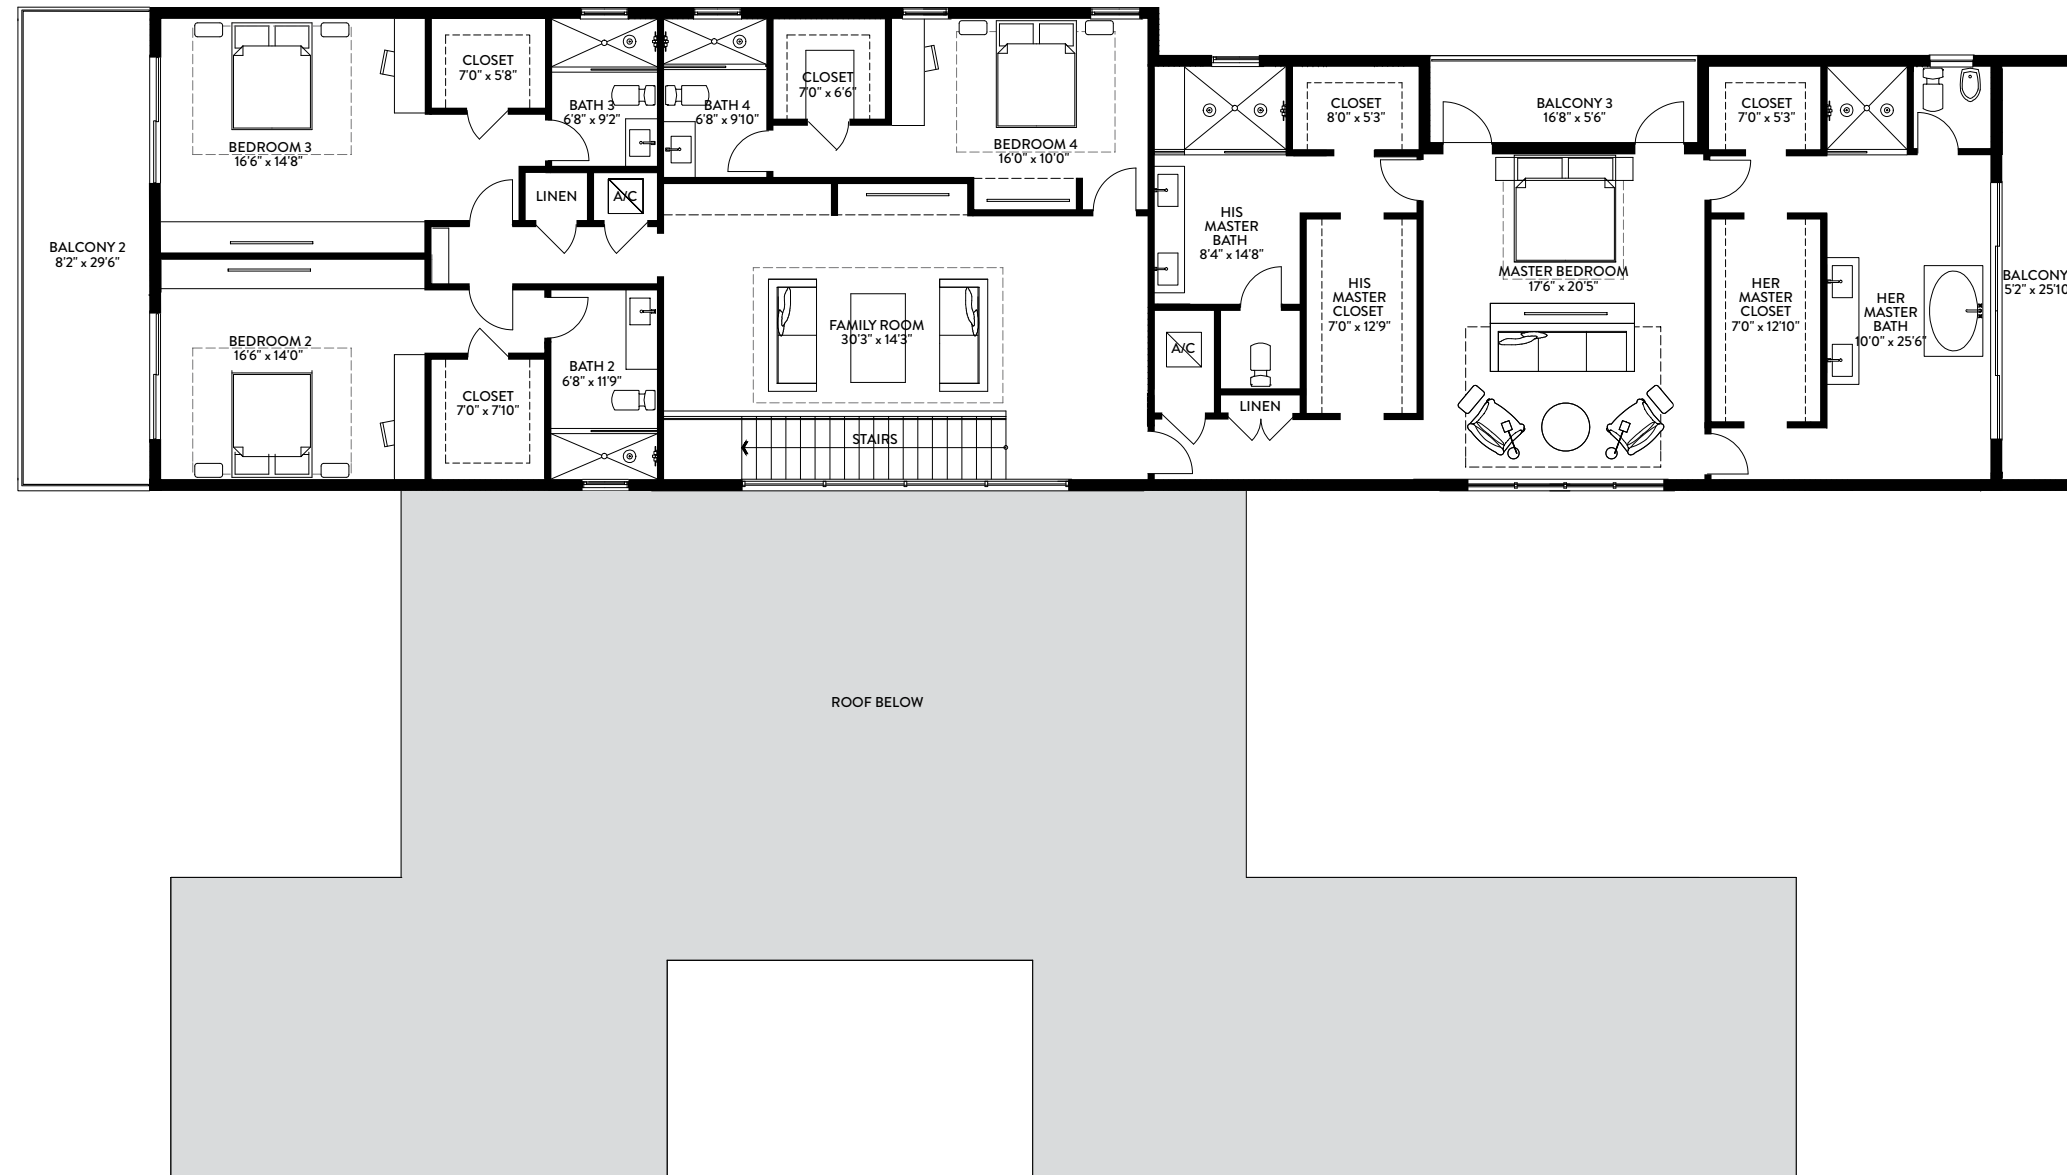 BALCONY 2
8'2" x 29'6"
BEDROOM 3
16'6" x 14'8"
CLOSET
7'0" x 5'8"
BATH 3
6'8" x 9'2"
BATH 4
6'8" x 9'10"
CLOSET
7'0" x 6'6"
BEDROOM 4
16'0" x 10'0"
LINEN
A/C
BEDROOM 2
16'6" x 14'0"
CLOSET
7'0" x 7'10"
BATH 2
6'8" x 11'9"
FAMILY ROOM
30'3" x 14'3"
STAIRS
HIS
MASTER
BATH
8'4" x 14'8"
CLOSET
8'0" x 5'3"
BALCONY 3
16'8" x 5'6"
CLOSET
7'0" x 5'3"
A/C
LINEN
HIS
MASTER
CLOSET
7'0" x 12'9"
MASTER BEDROOM
17'6" x 20'5"
HER
MASTER
CLOSET
7'0" x 12'10"
HER
MASTER
BATH
10'0" x 25'6"
BALCONY
5'2" x 25'10
ROOF BELOW